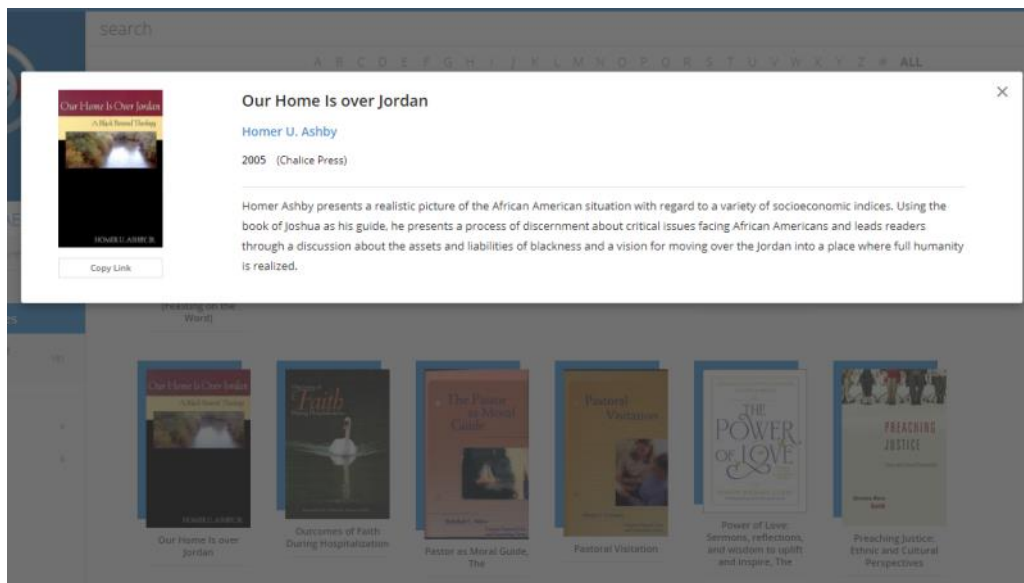 search
A B C D E F G H I J K L M N O P Q R S T U V W X Y Z # ALL
Our Home Is Over Jordan
A Black Pastoral Theology
HOMER U. ASHBY JR.
Copy Link
Our Home Is over Jordan
Homer U. Ashby
2005 (Chalice Press)
Homer Ashby presents a realistic picture of the African American situation with regard to a variety of socioeconomic indices. Using the
book of Joshua as his guide, he presents a process of discernment about critical issues facing African Americans and leads readers
through a discussion about the assets and liabilities of blackness and a vision for moving over the Jordan into a place where full humanity
is realized.
×
(Feasting on the
Word)
Our Home Is Over Jordan
A Black Pastoral Theology
HOMER U. ASHBY JR.
Our Home Is over
Jordan
Faith
Outcomes of Faith
During Hospitalization
The Pastor
as Moral
Guide
Pastor as Moral Guide,
The
Pastoral
Visitation
Pastoral Visitation
THE
POWER
OF LOVE
Power of Love:
Sermons, reflections,
and wisdom to uplift
and inspire, The
PREACHING
JUSTICE
Preaching Justice:
Ethnic and Cultural
Perspectives